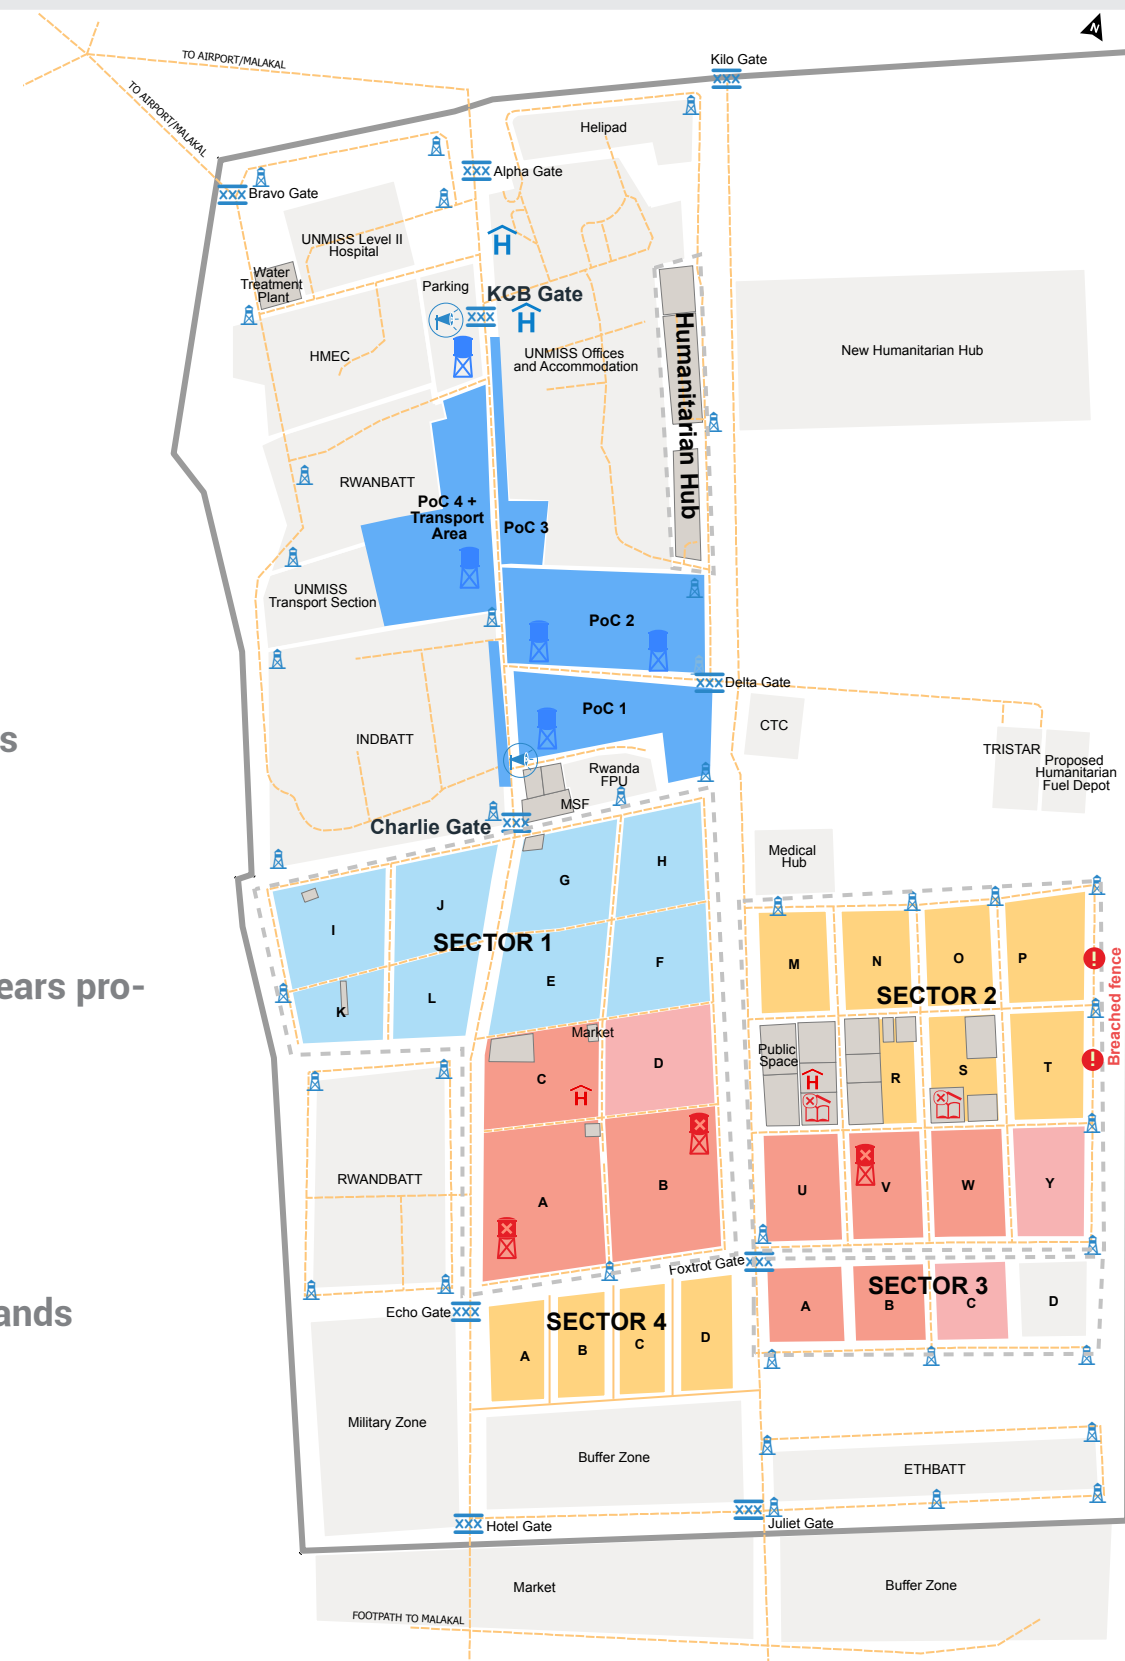 N
Kilo Gate
TO AIRPORT/MALAKAL
TO AIRPORT/MALAKAL
Helipad
Alpha Gate
Bravo Gate
UNMISS Level II
Hospital
H
Water
Treatment
Plant
Parking
KCB Gate
H
HMEC
UNMISS Offices
and Accommodation
Humanitarian Hub
New Humanitarian Hub
RWANBATT
PoC 4 +
Transport
Area
PoC 3
UNMISS
Transport Section
PoC 2
Delta Gate
PoC 1
CTC
INDBATT
s
TRISTAR
Proposed
Humanitarian
Fuel Depot
Rwanda
FPU
MSF
Charlie Gate
Medical
Hub
H
G
J
I
SECTOR 1
F
E
L
K
M
N
O
P
SECTOR 2
Breached fence
ears pro-
Market
C
D
H
Public
Space
H
R
S
T
RWANDBATT
A
B
U
V
W
Y
Foxtrot Gate
SECTOR 3
A
B
C
D
Echo Gate
ands
SECTOR 4
A
B
C
D
Military Zone
Buffer Zone
ETHBATT
Hotel Gate
Juliet Gate
Market
Buffer Zone
FOOTPATH TO MALAKAL